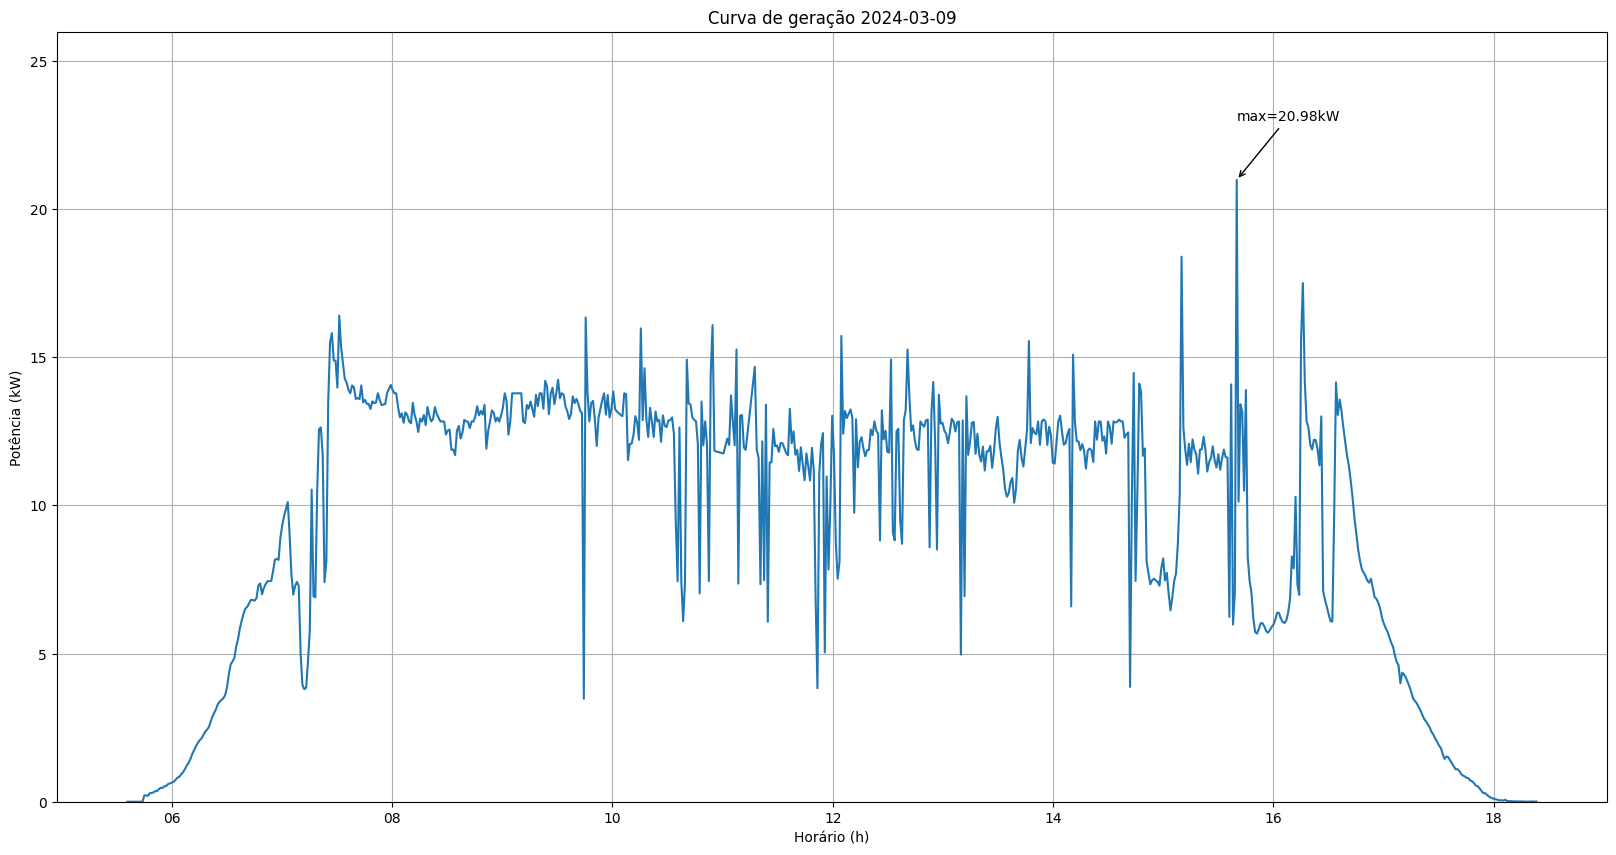 Curva de geração 2024-03-09
25
max=20.98kW
20
15
Potência (kW)
10
5
0
06 08 10 12 14 16 18
Horário (h)